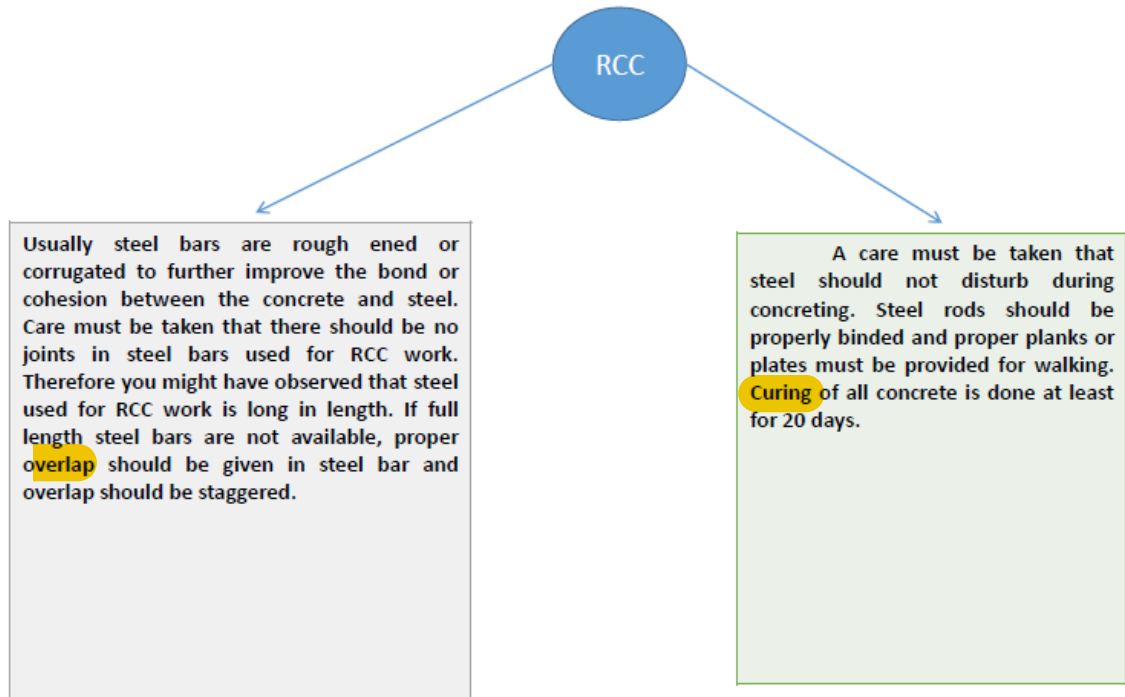 RCC
Usually steel bars are rough ened or
corrugated to further improve the bond or
cohesion between the concrete and steel.
Care must be taken that there should be no
joints in steel bars used for RCC work.
Therefore you might have observed that steel
used for RCC work is long in length. If full
length steel bars are not available, proper
overlap should be given in steel bar and
overlap should be staggered.
A care must be taken that
steel should not disturb during
concreting. Steel rods should be
properly binded and proper planks or
plates must be provided for walking.
Curing of all concrete is done at least
for 20 days.